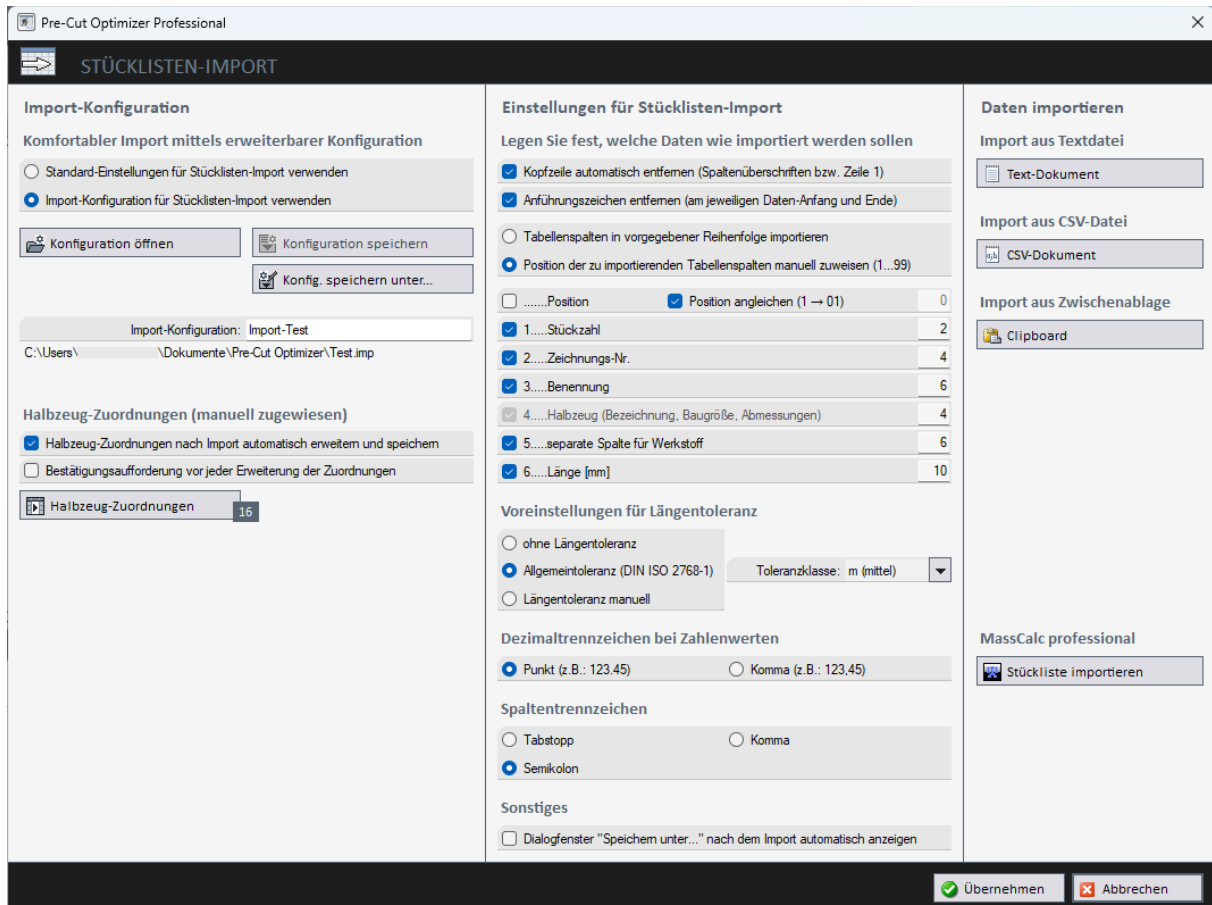 Pre-Cut Optimizer Professional
STÜCKLISTEN-IMPORT
Import-Konfiguration
Komfortabler Import mittels erweiterbarer Konfiguration
Standard-Einstellungen für Stücklisten-Import verwenden
Import-Konfiguration für Stücklisten-Import verwenden
Konfiguration öffnen
Konfiguration speichern
Konfig. speichern unter...
Import-Konfiguration: Import-Test
C:\Users\ \Dokumente\Pre-Cut Optimizer\Test.imp
Halbzeug-Zuordnungen (manuell zugewiesen)
Halbzeug-Zuordnungen nach Import automatisch erweitern und speichern
Bestätigungsaufforderung vor jeder Erweiterung der Zuordnungen
Halbzeug-Zuordnungen 16
Einstellungen für Stücklisten-Import
Legen Sie fest, welche Daten wie importiert werden sollen
Kopfzeile automatisch entfernen (Spaltenüberschriften bzw. Zeile 1)
Anführungszeichen entfernen (am jeweiligen Daten-Anfang und Ende)
Tabellenspalten in vorgegebener Reihenfolge importieren
Position der zu importierenden Tabellenspalten manuell zuweisen (1...99)
.......Position Position angleichen (1 → 01) 0
1.....Stückzahl 2
2.....Zeichnungs-Nr. 4
3.....Benennung 6
4.....Halbzeug (Bezeichnung, Baugröße, Abmessungen) 4
5.....separate Spalte für Werkstoff 6
6.....Länge [mm] 10
Voreinstellungen für Längentoleranz
ohne Längentoleranz
Allgemeintoleranz (DIN ISO 2768-1) Toleranzklasse: m (mittel)
Längentoleranz manuell
Dezimaltrennzeichen bei Zahlenwerten
Punkt (z.B.: 123.45) Komma (z.B.: 123,45)
Spaltentrennzeichen
Tabstopp Komma
Semikolon
Sonstiges
Dialogfenster "Speichern unter..." nach dem Import automatisch anzeigen
Daten importieren
Import aus Textdatei
Text-Dokument
Import aus CSV-Datei
CSV-Dokument
Import aus Zwischenablage
Clipboard
MassCalc professional
Stückliste importieren
Übernehmen
Abbrechen